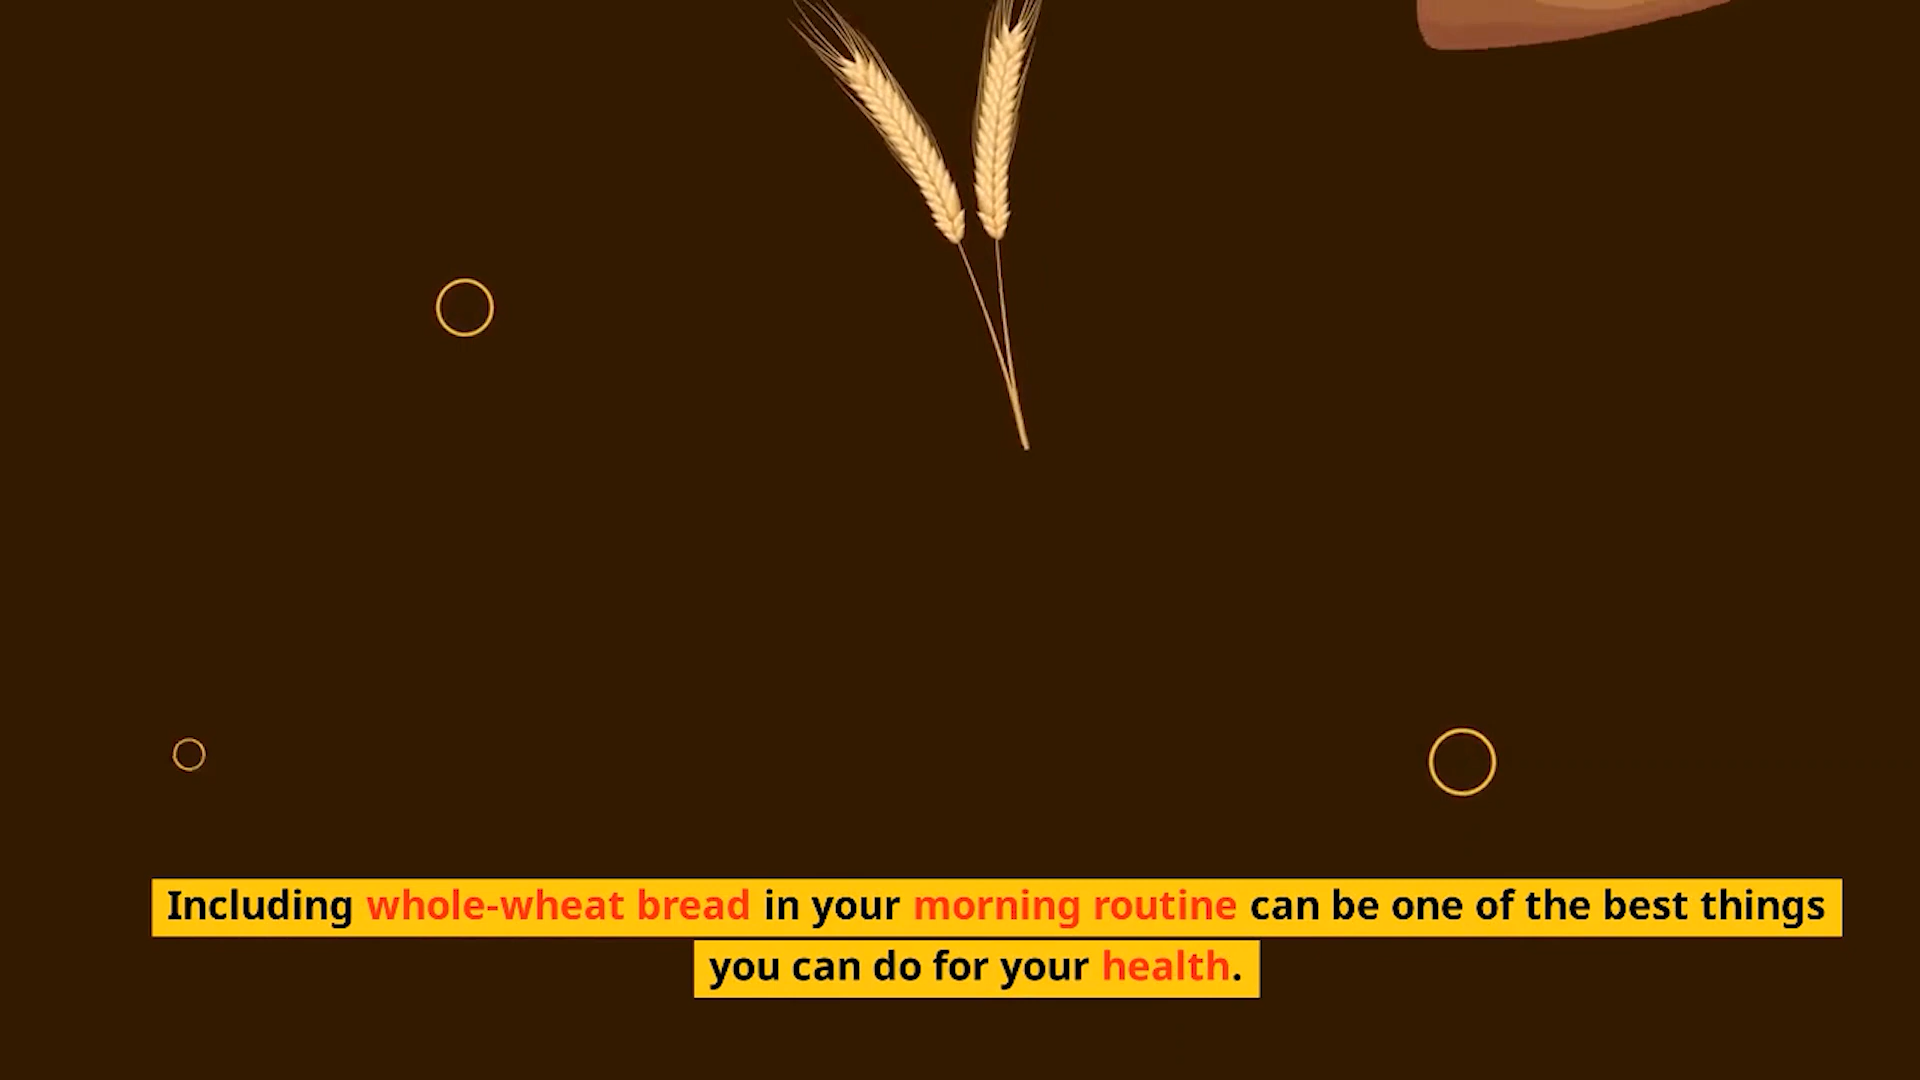 Including whole-wheat bread in your morning routine can be one of the best things
you can do for your health.